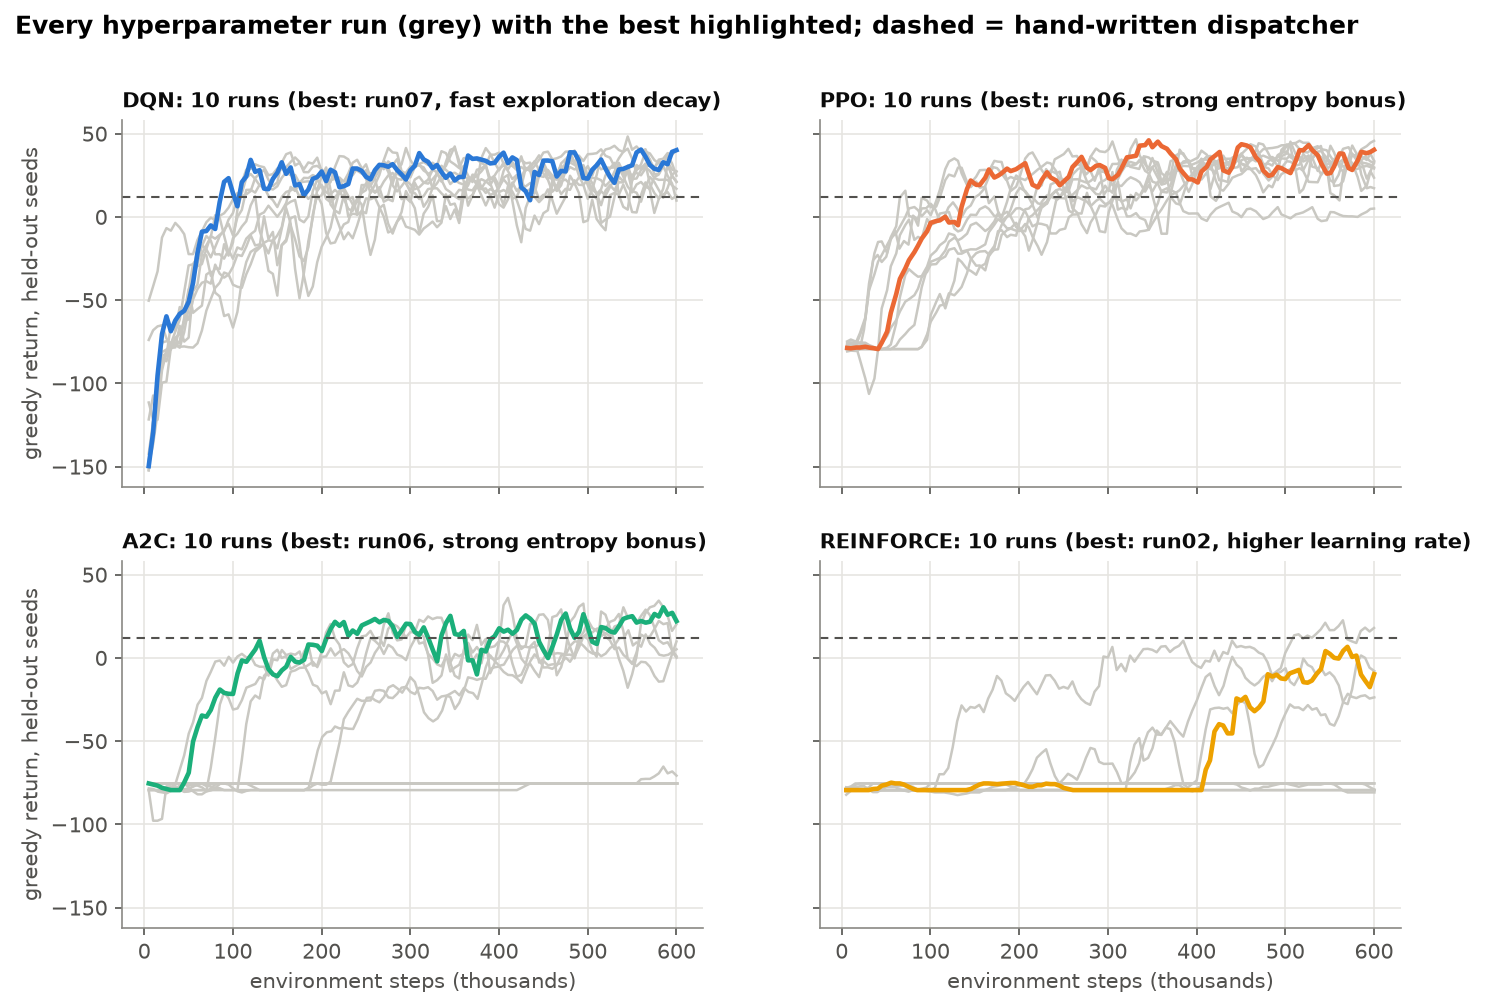 Every hyperparameter run (grey) with the best highlighted; dashed = hand-written dispatcher
DQN: 10 runs (best: run07, fast exploration decay)
PPO: 10 runs (best: run06, strong entropy bonus)
greedy return, held-out seeds
50
0
−50
−100
−150
A2C: 10 runs (best: run06, strong entropy bonus)
REINFORCE: 10 runs (best: run02, higher learning rate)
greedy return, held-out seeds
50
0
−50
−100
−150
0 100 200 300 400 500 600
0 100 200 300 400 500 600
environment steps (thousands)
environment steps (thousands)